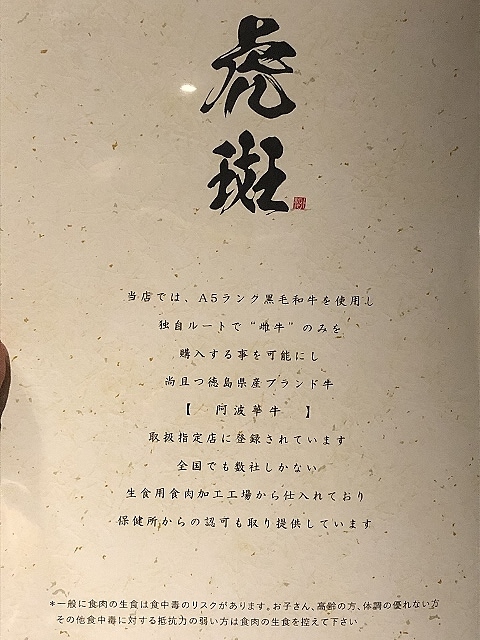 虎
斑
当店では、A5ランク黒毛和牛を使用し
独自ルートで“雌牛”のみを
購入する事を可能にし
尚且つ徳島県産ブランド牛
【 阿波華牛 】
取扱指定店に登録されています
全国でも数社しかない
生食用食肉加工工場から仕入れており
保健所からの認可も取り提供しています
*一般に食肉の生食は食中毒のリスクがあります。お子さん、高齢の方、体調の優れない方
その他食中毒に対する抵抗力の弱い方は食肉の生食を控えて下さい